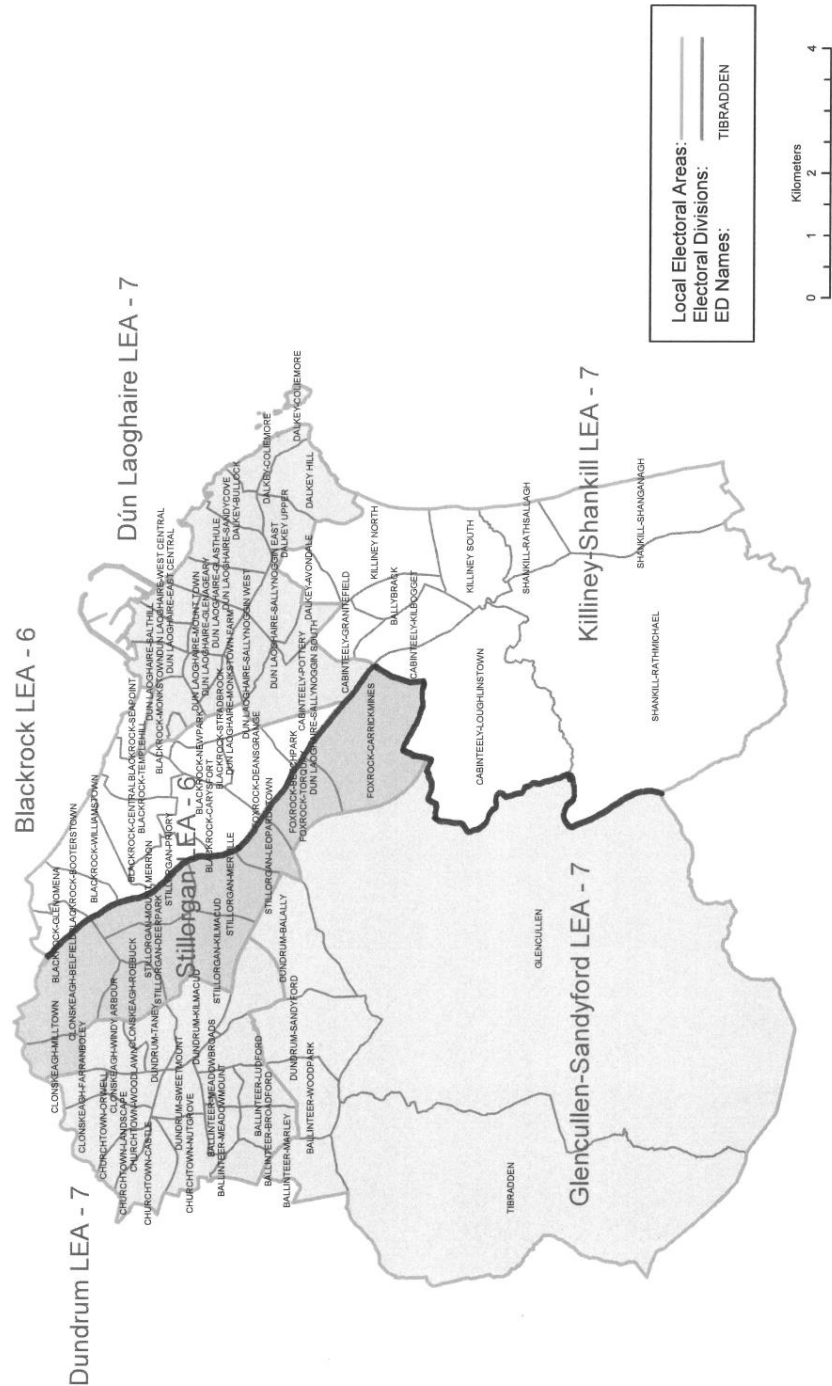 Blackrock LEA - 6
Dún Laoghaire LEA - 7
Dundrum LEA - 7
Stillorgan LEA - 6
Killiney-Shankill LEA - 7
Glencullen-Sandyford LEA - 7
CLONSKEAGH-MILLTOWN
CLONSKEAGH-FARRANBOLEY
CLONSKEAGH-BELFIELD
CLONSKEAGH-WINDY ARBOUR
CLONSKEAGH-ROEBUCK
CHURCHTOWN-ORWELL
CHURCHTOWN-LANDSCAPE
CHURCHTOWN-WOODLAWN
CHURCHTOWN-CASTLE
CHURCHTOWN-NUTGROVE
DUNDRUM-TANEY
DUNDRUM-SWEETMOUNT
DUNDRUM-KILMACUD
DUNDRUM-BALALLY
DUNDRUM-SANDYFORD
BALLINTEER-MEADOWBROADS
BALLINTEER-MEADOWMOUNT
BALLINTEER-LUDFORD
BALLINTEER-BROADFORD
BALLINTEER-MARLEY
BALLINTEER-WOODPARK
BLACKROCK-GLENOMENA
BLACKROCK-BOOTERSTOWN
BLACKROCK-WILLIAMSTOWN
BLACKROCK-CENTRAL
BLACKROCK-SEAPOINT
BLACKROCK-TEMPLEHILL
BLACKROCK-MONKSTOWN
BLACKROCK-NEWPARK
BLACKROCK-STRADBROOK
BLACKROCK-CARYSFORT
STILLORGAN-MOUNT MERRION
STILLORGAN-DEERPARK
STILLORGAN-PRIORY
STILLORGAN-KILMACUD
STILLORGAN-MERVILLE
STILLORGAN-LEOPARDSTOWN
FOXROCK-DEANSGRANGE
FOXROCK-BEECHPARK
FOXROCK-TORQUAY
FOXROCK-CARRICKMINES
DUN LAOGHAIRE-SALTHILL
DUN LAOGHAIRE-WEST CENTRAL
DUN LAOGHAIRE-EAST CENTRAL
DUN LAOGHAIRE-MOUNT TOWN
DUN LAOGHAIRE-GLENAGEARY
DUN LAOGHAIRE-GLASTHULE
DUN LAOGHAIRE-SANDYCOVE
DUN LAOGHAIRE-MONKSTOWN FARM
DUN LAOGHAIRE-SALLYNOGGIN WEST
DUN LAOGHAIRE-SALLYNOGGIN EAST
DUN LAOGHAIRE-SALLYNOGGIN SOUTH
DALKEY-BULLOCK
DALKEY-COLIEMORE
DALKEY-COLIEMORE
DALKEY UPPER
DALKEY HILL
DALKEY-AVONDALE
CABINTEELY-POTTERY
CABINTEELY-GRANITEFIELD
CABINTEELY-KILBOGGET
CABINTEELY-LOUGHLINSTOWN
KILLINEY NORTH
KILLINEY SOUTH
BALLYBRACK
SHANKILL-RATHSALLAGH
SHANKILL-SHANGANAGH
SHANKILL-RATHMICHAEL
GLENCULLEN
TIBRADDEN
Local Electoral Areas:
Electoral Divisions:
ED Names: TIBRADDEN
Kilometers
0 1 2 4